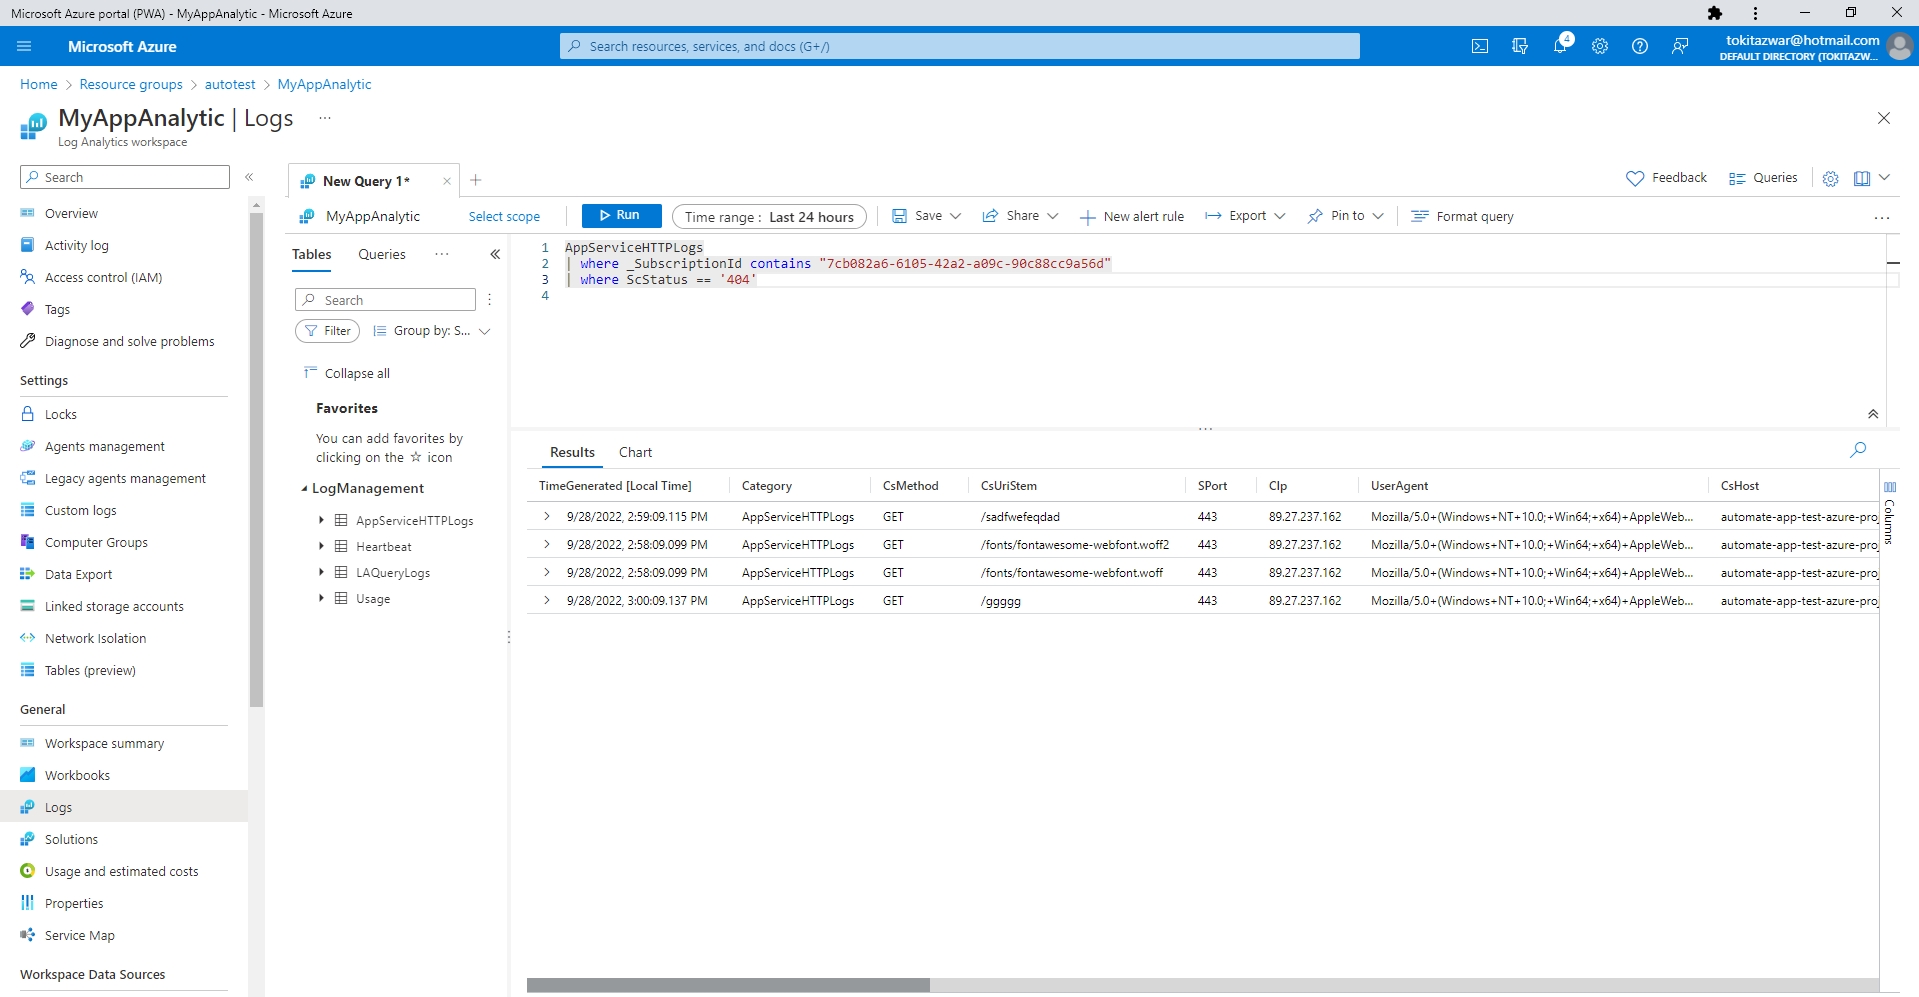 Microsoft Azure portal (PWA) - MyAppAnalytic - Microsoft Azure
Microsoft Azure
Search resources, services, and docs (G+/)
4
tokitazwar@hotmail.com
DEFAULT DIRECTORY (TOKITAZW...
Home > Resource groups > autotest > MyAppAnalytic
MyAppAnalytic | Logs ...
Log Analytics workspace
Search
Overview
Activity log
Access control (IAM)
Tags
Diagnose and solve problems
Settings
Locks
Agents management
Legacy agents management
Custom logs
Computer Groups
Data Export
Linked storage accounts
Network Isolation
Tables (preview)
General
Workspace summary
Workbooks
Logs
Solutions
Usage and estimated costs
Properties
Service Map
Workspace Data Sources
New Query 1*
Feedback Queries
MyAppAnalytic Select scope Run Time range : Last 24 hours Save Share New alert rule Export Pin to Format query ...
Tables Queries ...
Search
Filter Group by: S...
Collapse all
Favorites
You can add favorites by
clicking on the ☆ icon
LogManagement
AppServiceHTTPLogs
Heartbeat
LAQueryLogs
Usage
1 AppServiceHTTPLogs
2 | where _SubscriptionId contains "7cb082a6-6105-42a2-a09c-90c88cc9a56d"
3 | where ScStatus == '404'
4
Results Chart
TimeGenerated [Local Time] Category CsMethod CsUriStem SPort CIp UserAgent CsHost
9/28/2022, 2:59:09.115 PM AppServiceHTTPLogs GET /sadfwefeqdad 443 89.27.237.162 Mozilla/5.0+(Windows+NT+10.0;+Win64;+x64)+AppleWeb... automate-app-test-azure-proj
9/28/2022, 2:58:09.099 PM AppServiceHTTPLogs GET /fonts/fontawesome-webfont.woff2 443 89.27.237.162 Mozilla/5.0+(Windows+NT+10.0;+Win64;+x64)+AppleWeb... automate-app-test-azure-proj
9/28/2022, 2:58:09.099 PM AppServiceHTTPLogs GET /fonts/fontawesome-webfont.woff 443 89.27.237.162 Mozilla/5.0+(Windows+NT+10.0;+Win64;+x64)+AppleWeb... automate-app-test-azure-proj
9/28/2022, 3:00:09.137 PM AppServiceHTTPLogs GET /ggggg 443 89.27.237.162 Mozilla/5.0+(Windows+NT+10.0;+Win64;+x64)+AppleWeb... automate-app-test-azure-proj
Columns